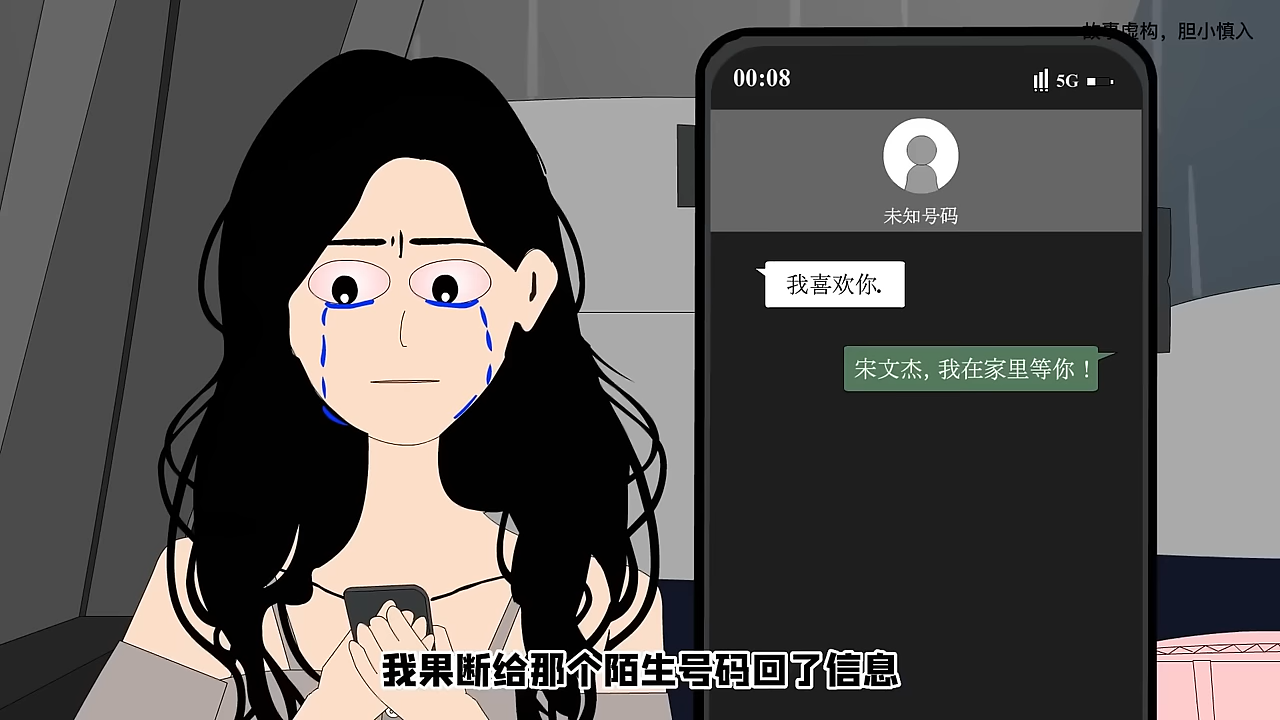 故事虚构，胆小慎入
00:08
5G
未知号码
我喜欢你.
宋文杰, 我在家里等你！
我果断给那个陌生号码回了信息